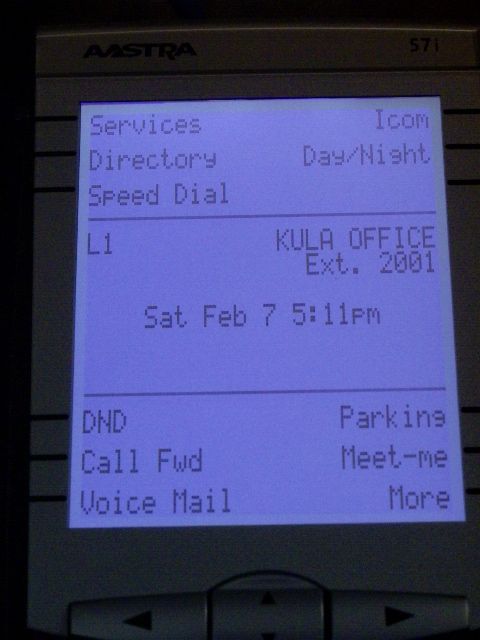 AASTRA 57i
Services Icom
Directory Day/Night
Speed Dial
L1 KULA OFFICE
Ext. 2001
Sat Feb 7 5:11pm
DND Parking
Call Fwd Meet-me
Voice Mail More